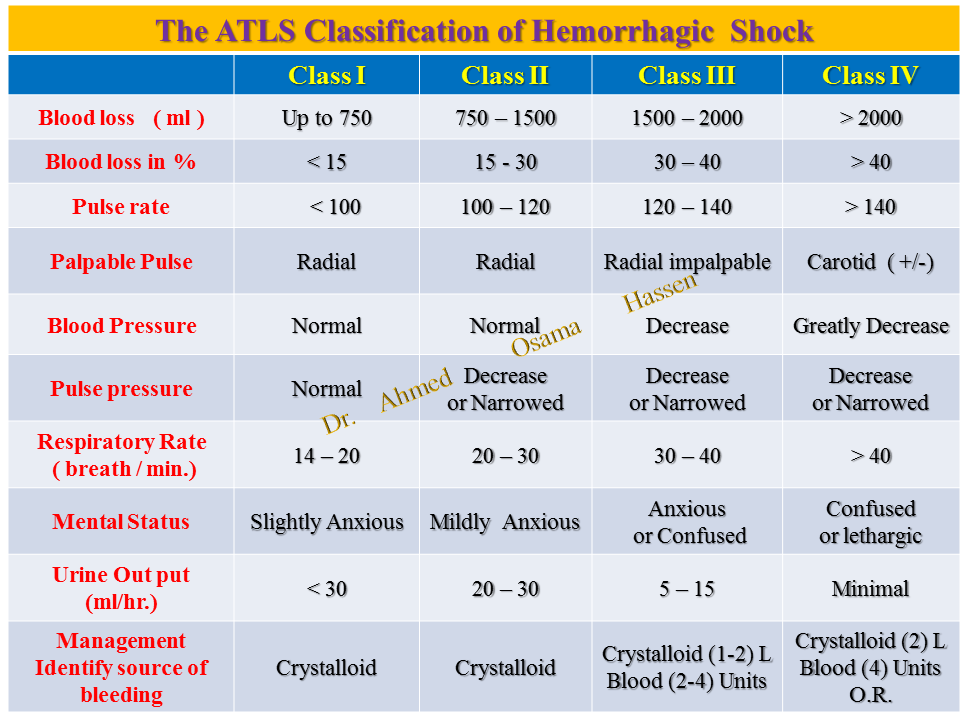 The ATLS Classification of Hemorrhagic Shock
Class I Class II Class III Class IV
Blood loss ( ml ) Up to 750 750 – 1500 1500 – 2000 > 2000
Blood loss in % < 15 15 - 30 30 – 40 > 40
Pulse rate < 100 100 – 120 120 – 140 > 140
Palpable Pulse Radial Radial Radial impalpable Carotid ( +/-)
Blood Pressure Normal Normal Decrease Greatly Decrease
Pulse pressure Normal Decrease
or Narrowed Decrease
or Narrowed Decrease
or Narrowed
Dr. Ahmed Osama Hassen
Respiratory Rate
( breath / min.) 14 – 20 20 – 30 30 – 40 > 40
Mental Status Slightly Anxious Mildly Anxious Anxious
or Confused Confused
or lethargic
Urine Out put
(ml/hr.) < 30 20 – 30 5 – 15 Minimal
Management
Identify source of
bleeding Crystalloid Crystalloid Crystalloid (1-2) L
Blood (2-4) Units Crystalloid (2) L
Blood (4) Units
O.R.